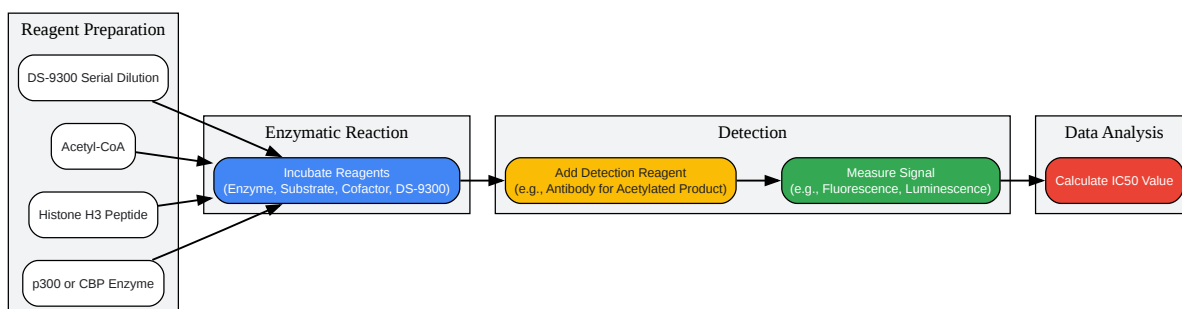 Reagent Preparation
DS-9300 Serial Dilution
Acetyl-CoA
Histone H3 Peptide
p300 or CBP Enzyme
Enzymatic Reaction
Incubate Reagents
(Enzyme, Substrate, Cofactor, DS-9300)
Detection
Add Detection Reagent
(e.g., Antibody for Acetylated Product)
Measure Signal
(e.g., Fluorescence, Luminescence)
Data Analysis
Calculate IC50 Value